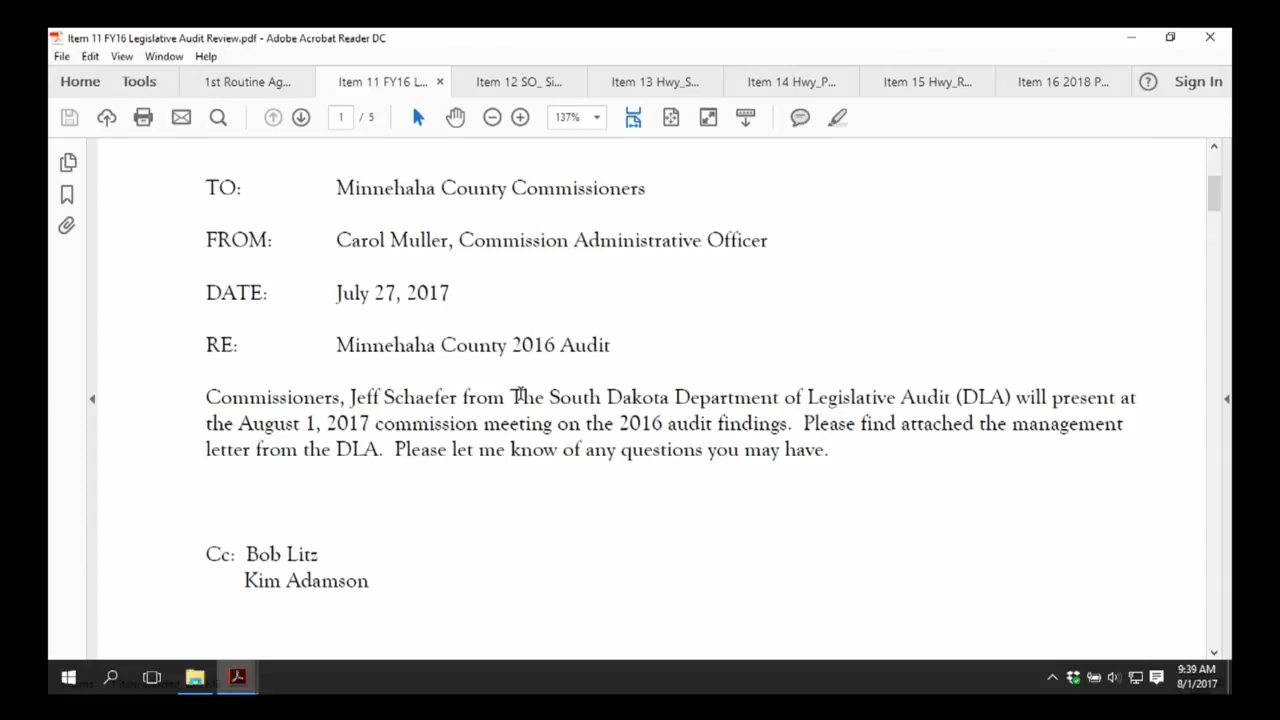 Item 11 FY16 Legislative Audit Review.pdf - Adobe Acrobat Reader DC
File Edit View Window Help
Home Tools 1st Routine Ag... Item 11 FY16 L... × Item 12 SO_ Si... Item 13 Hwy_S... Item 14 Hwy_P... Item 15 Hwy_R... Item 16 2018 P... Sign In
1 / 5 137%
TO: Minnehaha County Commissioners
FROM: Carol Muller, Commission Administrative Officer
DATE: July 27, 2017
RE: Minnehaha County 2016 Audit
Commissioners, Jeff Schaefer from The South Dakota Department of Legislative Audit (DLA) will present at
the August 1, 2017 commission meeting on the 2016 audit findings. Please find attached the management
letter from the DLA. Please let me know of any questions you may have.
Cc: Bob Litz
Kim Adamson
9:39 AM
8/1/2017